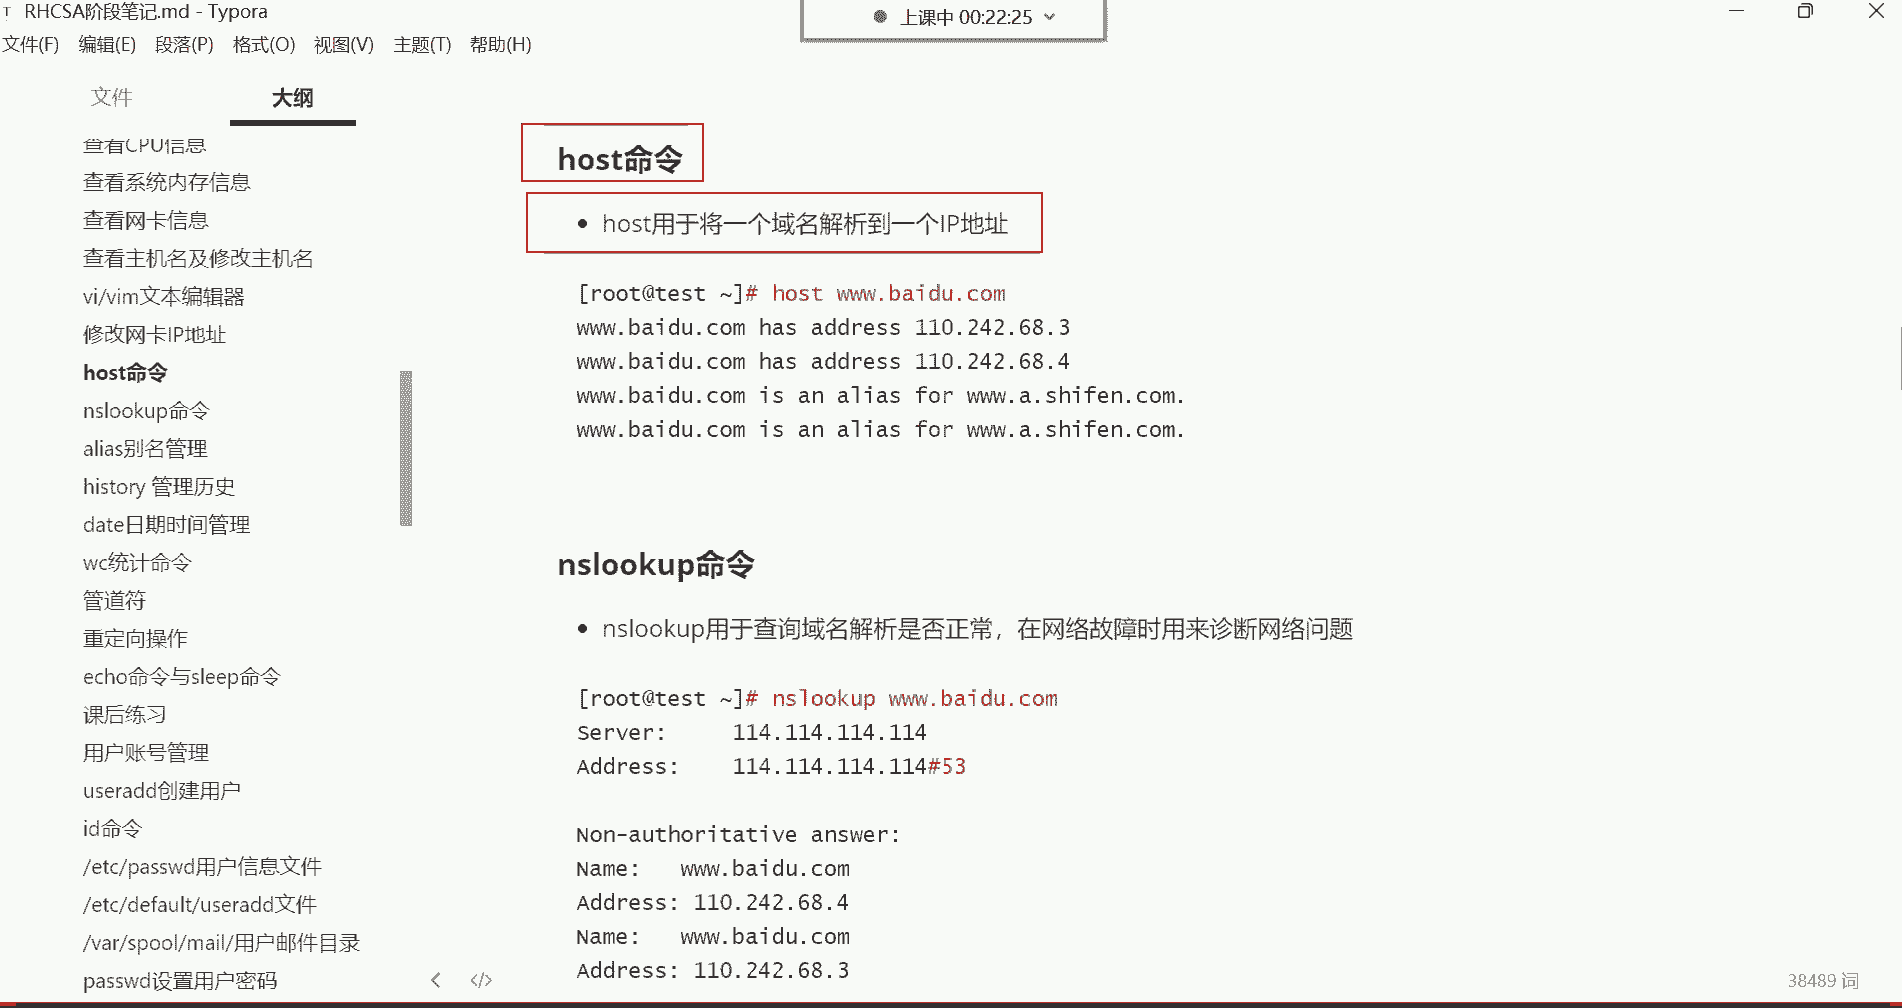 RHCSA阶段笔记.md - Typora
上课中 00:22:25
文件(F) 编辑(E) 段落(P) 格式(O) 视图(V) 主题(T) 帮助(H)
文件 大纲
查看CPU信息
查看系统内存信息
查看网卡信息
查看主机名及修改主机名
vi/vim文本编辑器
修改网卡IP地址
host命令
nslookup命令
alias别名管理
history 管理历史
date日期时间管理
wc统计命令
管道符
重定向操作
echo命令与sleep命令
课后练习
用户账号管理
useradd创建用户
id命令
/etc/passwd用户信息文件
/etc/default/useradd文件
/var/spool/mail/用户邮件目录
passwd设置用户密码
host命令
• host用于将一个域名解析到一个IP地址
[root@test ~]# host www.baidu.com
www.baidu.com has address 110.242.68.3
www.baidu.com has address 110.242.68.4
www.baidu.com is an alias for www.a.shifen.com.
www.baidu.com is an alias for www.a.shifen.com.
nslookup命令
• nslookup用于查询域名解析是否正常，在网络故障时用来诊断网络问题
[root@test ~]# nslookup www.baidu.com
Server: 114.114.114.114
Address: 114.114.114.114#53
Non-authoritative answer:
Name: www.baidu.com
Address: 110.242.68.4
Name: www.baidu.com
Address: 110.242.68.3
38489 词